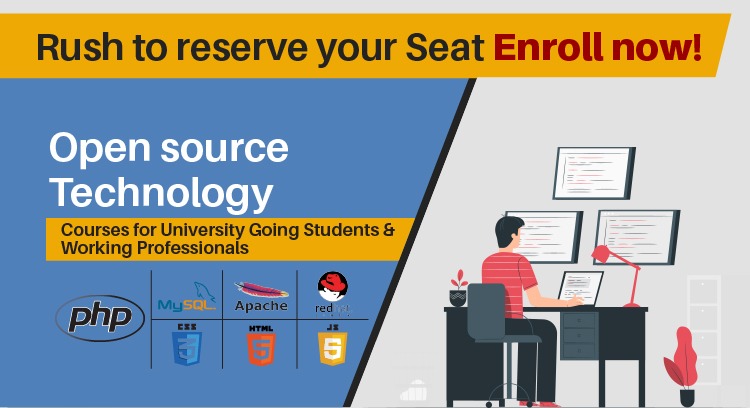 Rush to reserve your Seat Enroll now!
Open source
Technology
Courses for University Going Students &
Working Professionals
php
MySQL
Apache
red
CSS
HTML
JS